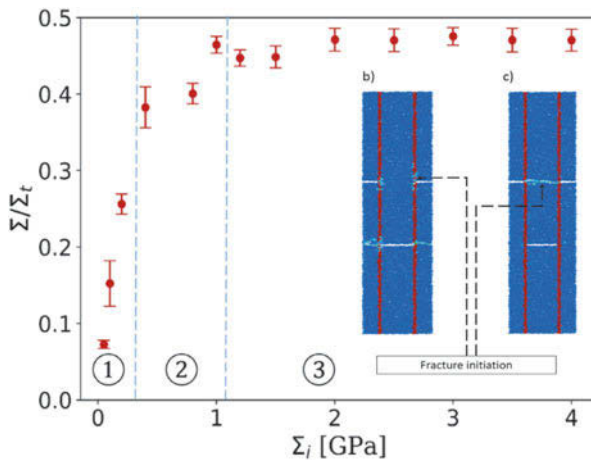 0.5
0.4
0.3
0.2
0.1
0.0
Σ/Σt
b)
c)
Fracture initiation
① ② ③
0 1 2 3 4
Σi [GPa]